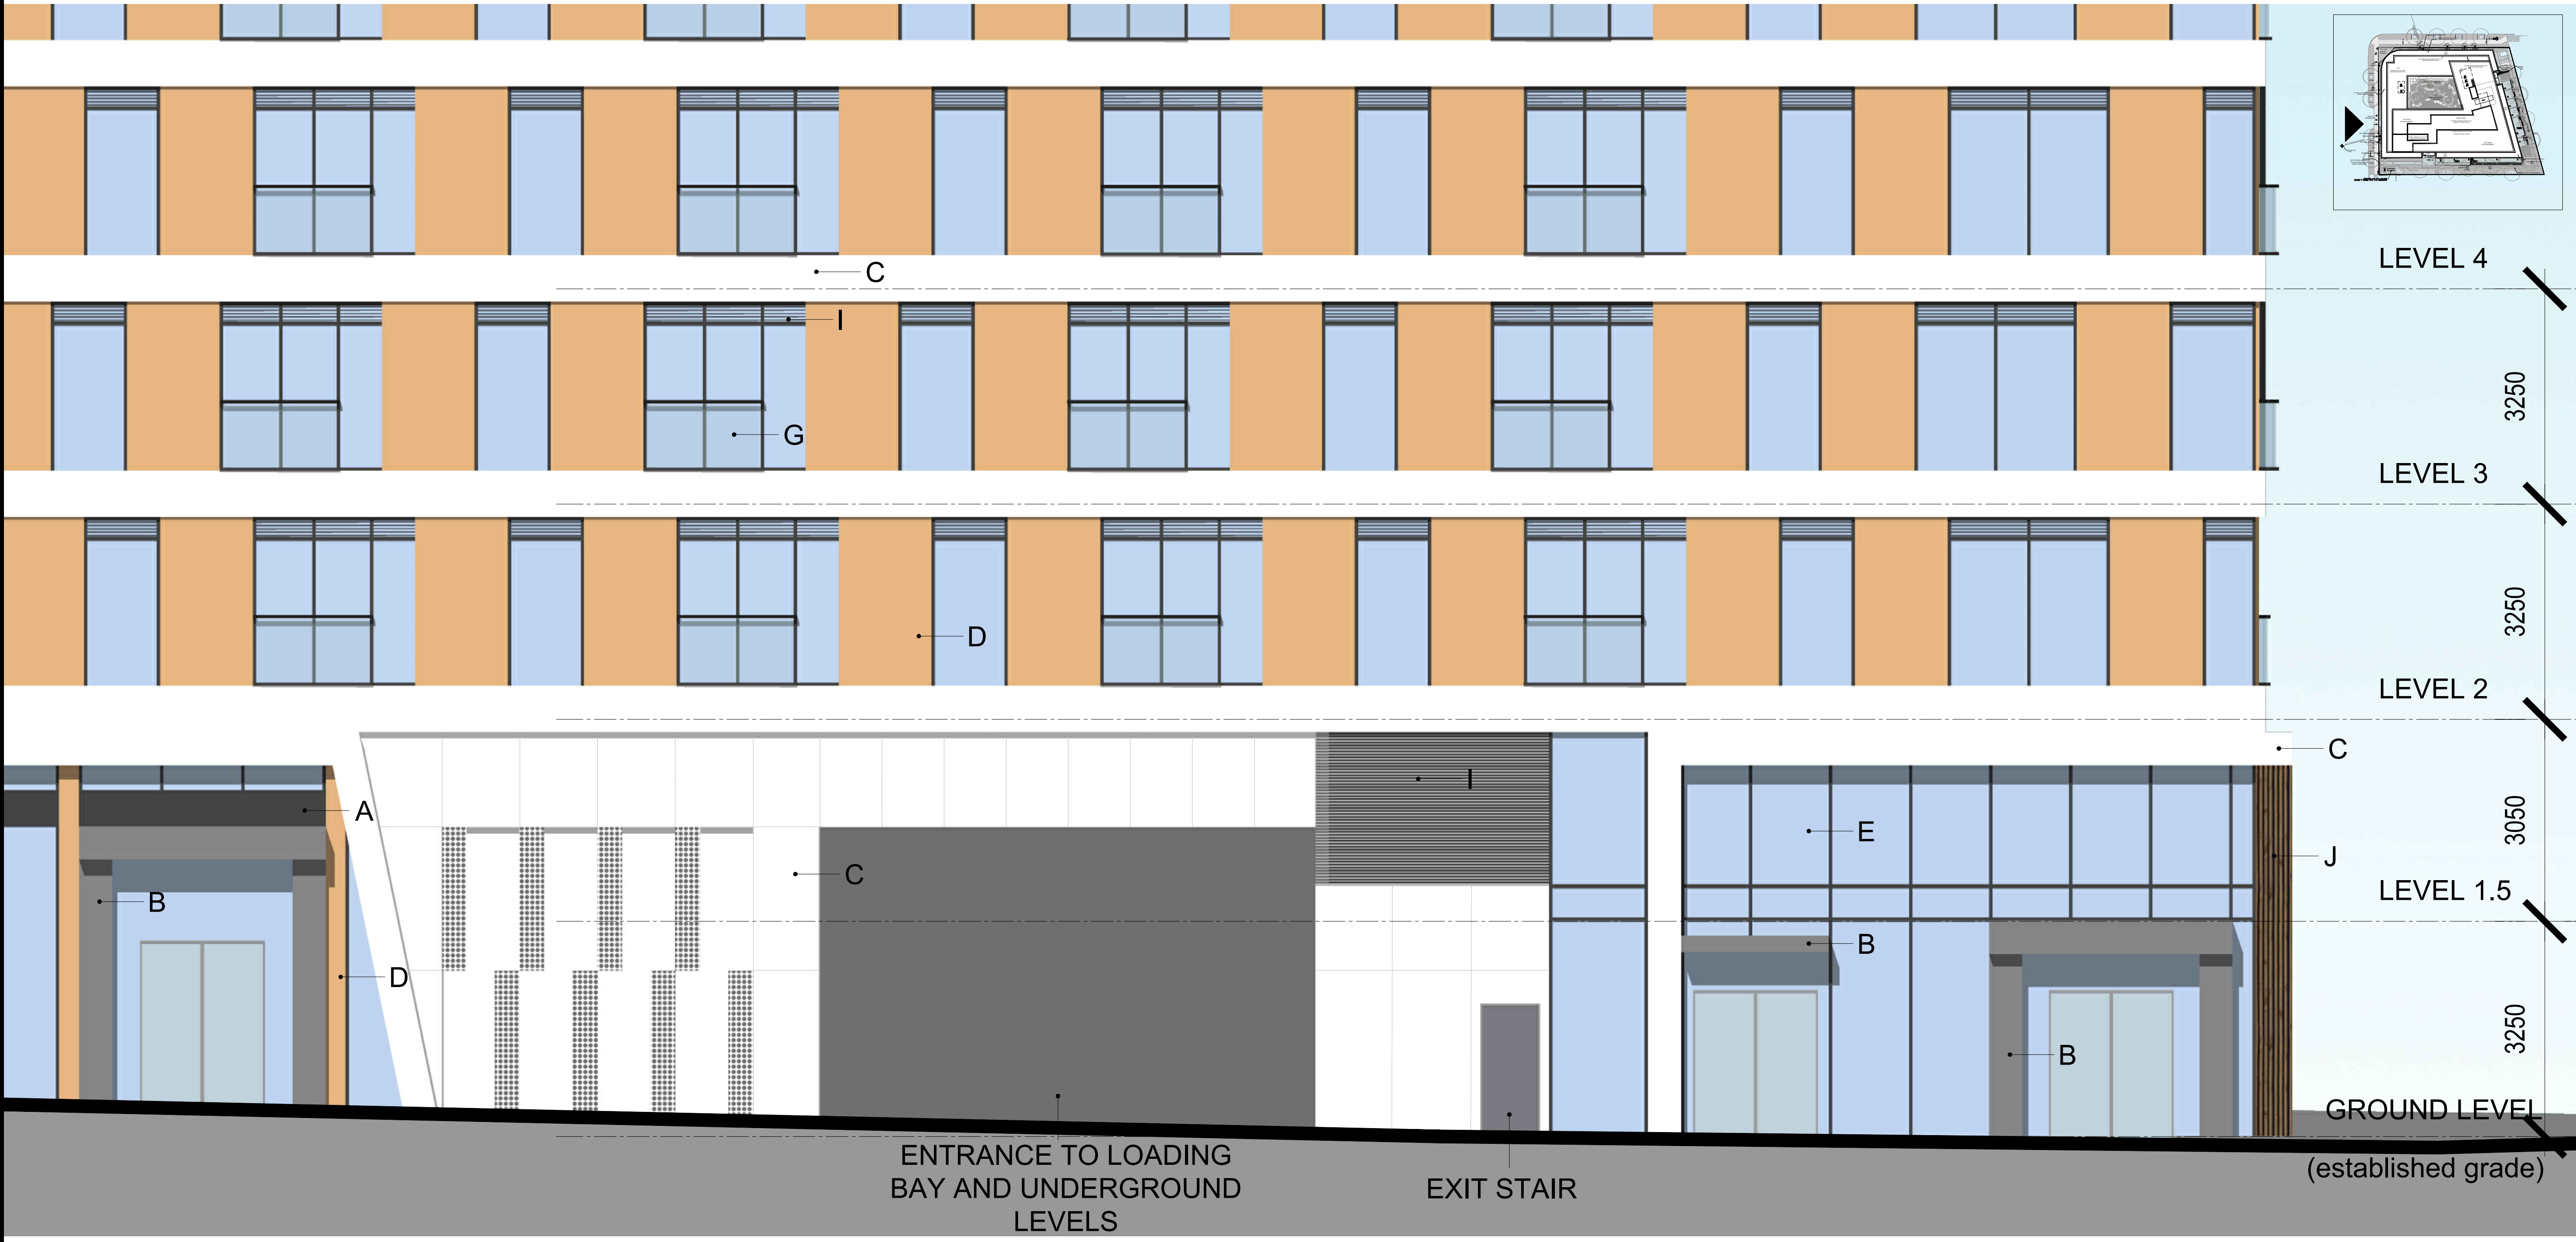 C
LEVEL 4
I
3250
G
LEVEL 3
3250
D
LEVEL 2
C
I
A
E
3050
C
J
B
LEVEL 1.5
B
D
3250
B
GROUND LEVEL
ENTRANCE TO LOADING
BAY AND UNDERGROUND
LEVELS
EXIT STAIR
(established grade)